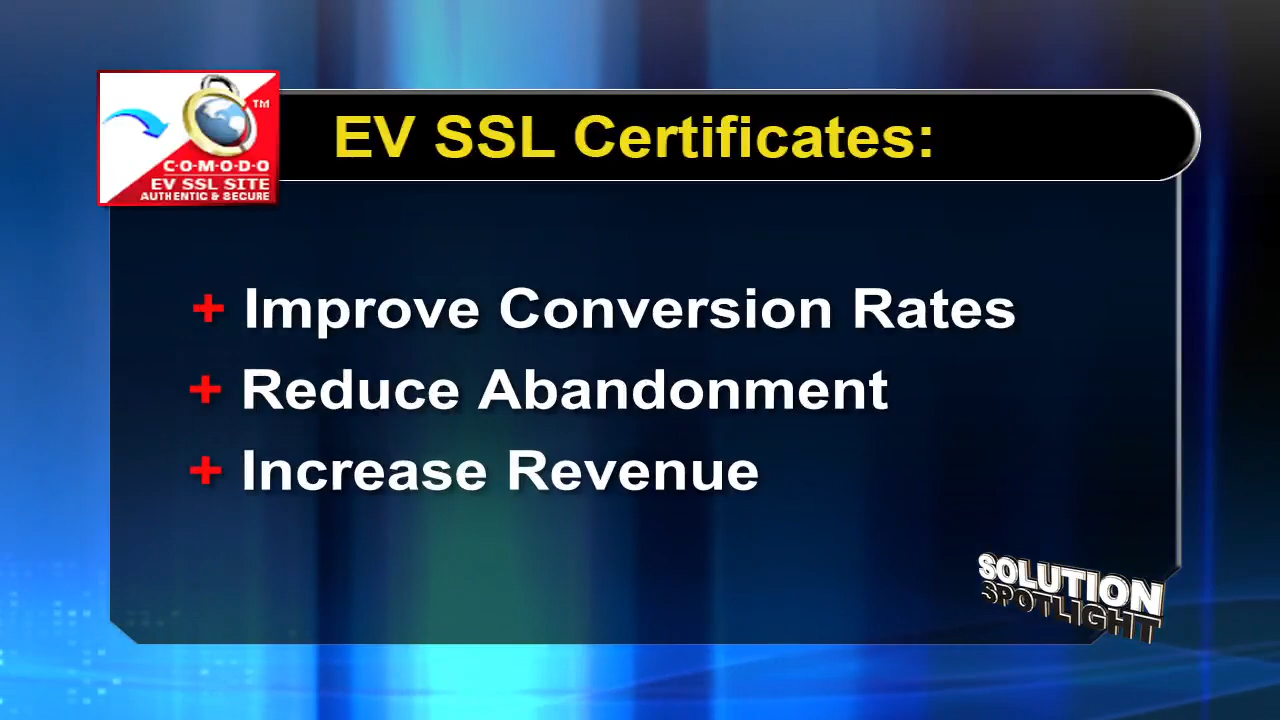 TM
C·O·M·O·D·O
EV SSL SITE
AUTHENTIC & SECURE
EV SSL Certificates:
+ Improve Conversion Rates
+ Reduce Abandonment
+ Increase Revenue
SOLUTION
SPOTLIGHT